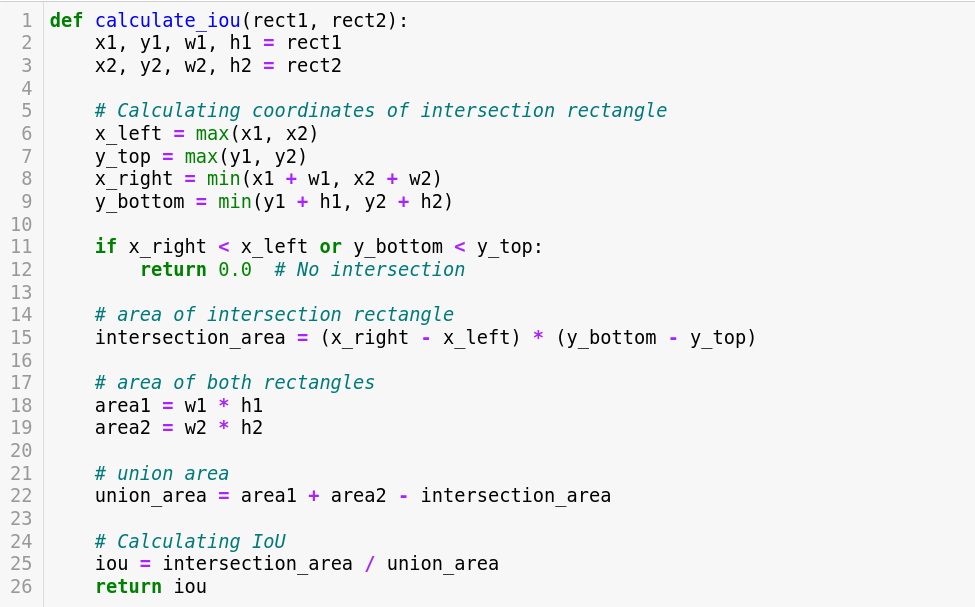 1 def calculate_iou(rect1, rect2):
2     x1, y1, w1, h1 = rect1
3     x2, y2, w2, h2 = rect2
4
5     # Calculating coordinates of intersection rectangle
6     x_left = max(x1, x2)
7     y_top = max(y1, y2)
8     x_right = min(x1 + w1, x2 + w2)
9     y_bottom = min(y1 + h1, y2 + h2)
10
11     if x_right < x_left or y_bottom < y_top:
12         return 0.0  # No intersection
13
14     # area of intersection rectangle
15     intersection_area = (x_right - x_left) * (y_bottom - y_top)
16
17     # area of both rectangles
18     area1 = w1 * h1
19     area2 = w2 * h2
20
21     # union area
22     union_area = area1 + area2 - intersection_area
23
24     # Calculating IoU
25     iou = intersection_area / union_area
26     return iou